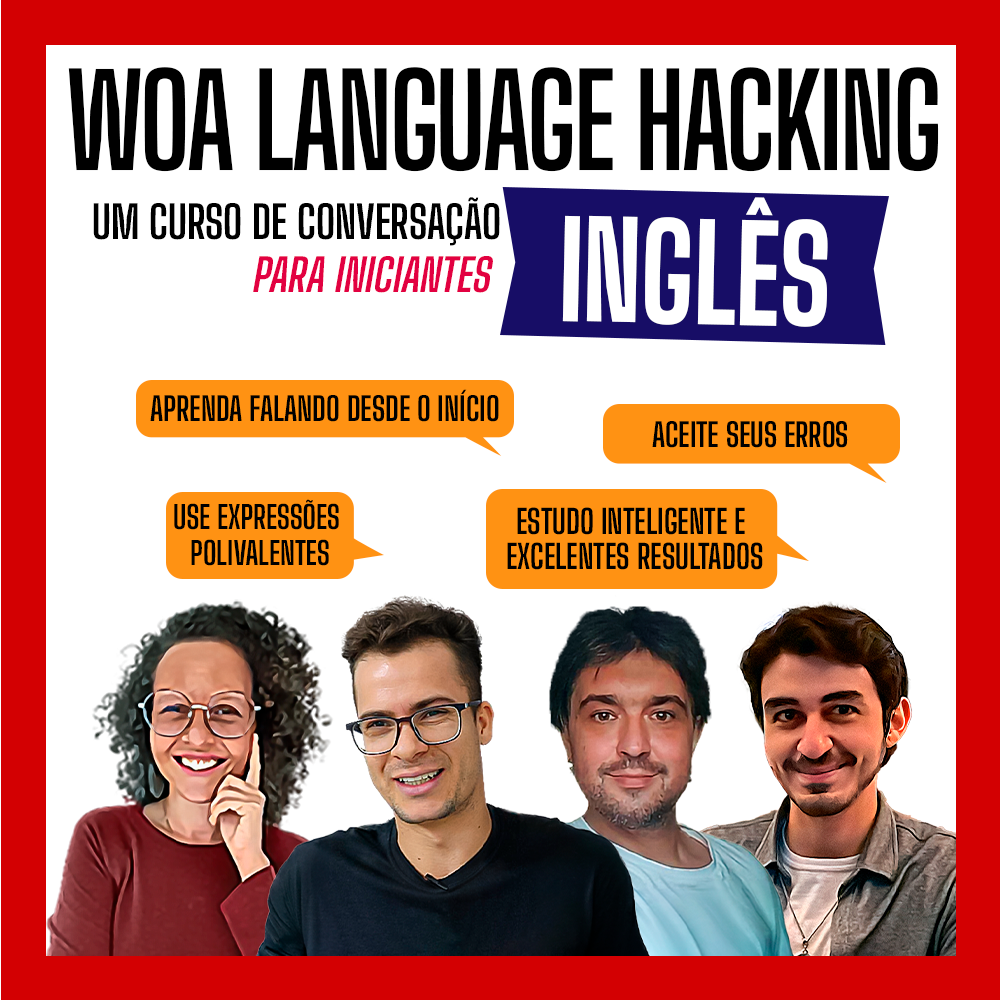 WOA LANGUAGE HACKING
UM CURSO DE CONVERSAÇÃO
PARA INICIANTES
INGLÊS
APRENDA FALANDO DESDE O INÍCIO
ACEITE SEUS ERROS
USE EXPRESSÕES
POLIVALENTES
ESTUDO INTELIGENTE E
EXCELENTES RESULTADOS